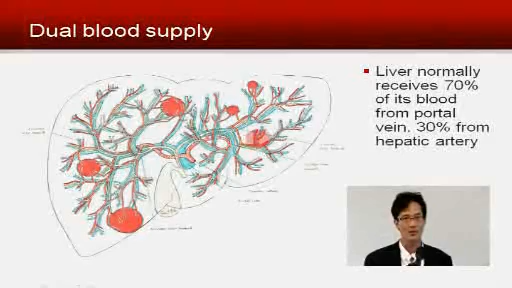 Dual blood supply
Liver normally
receives 70%
of its blood
from portal
vein, 30% from
hepatic artery